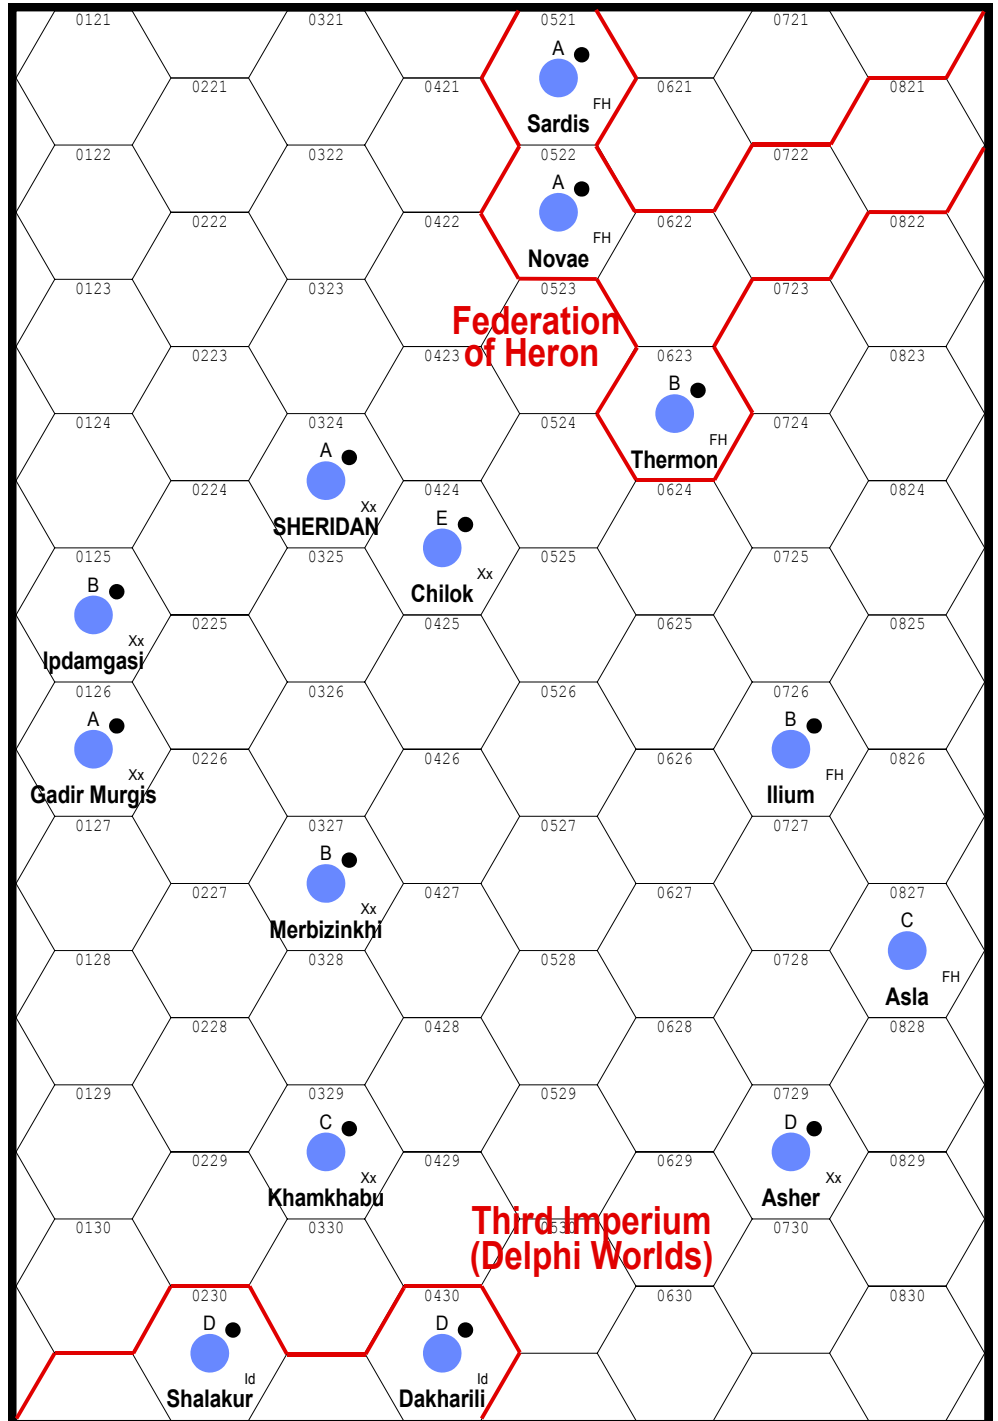 0121 0321 0521 0721
A
0221 0421 FH 0621 0821
Sardis
0122 0322 0522 0722
A
0222 0422 FH 0622 0822
Novae
0123 0323 0523 0723
Federation
of Heron
0223 0423 0623 0823
B
0124 0324 0524 FH 0724
A Thermon
0224 Xx 0424 0624 0824
SHERIDAN E
0125 0325 Xx 0525 0725
B Chilok
0225 0425 0625 0825
Xx
Ipdamgasi
0126 0326 0526 0726
A B
0226 0426 0626 0826
Xx FH
Gadir Murgis Ilium
0127 0327 0527 0727
B
0227 Xx 0427 0627 0827
Merbizinkhi C
0128 0328 0528 0728 FH
Asla
0228 0428 0628 0828
0129 0329 0529 0729
C D
0229 Xx 0429 0629 Xx 0829
Khamkhabu Asher
0130 0330 0530 0730
Third Imperium
(Delphi Worlds)
0230 0430 0630 0830
D D
Id Id
Shalakur Dakharili